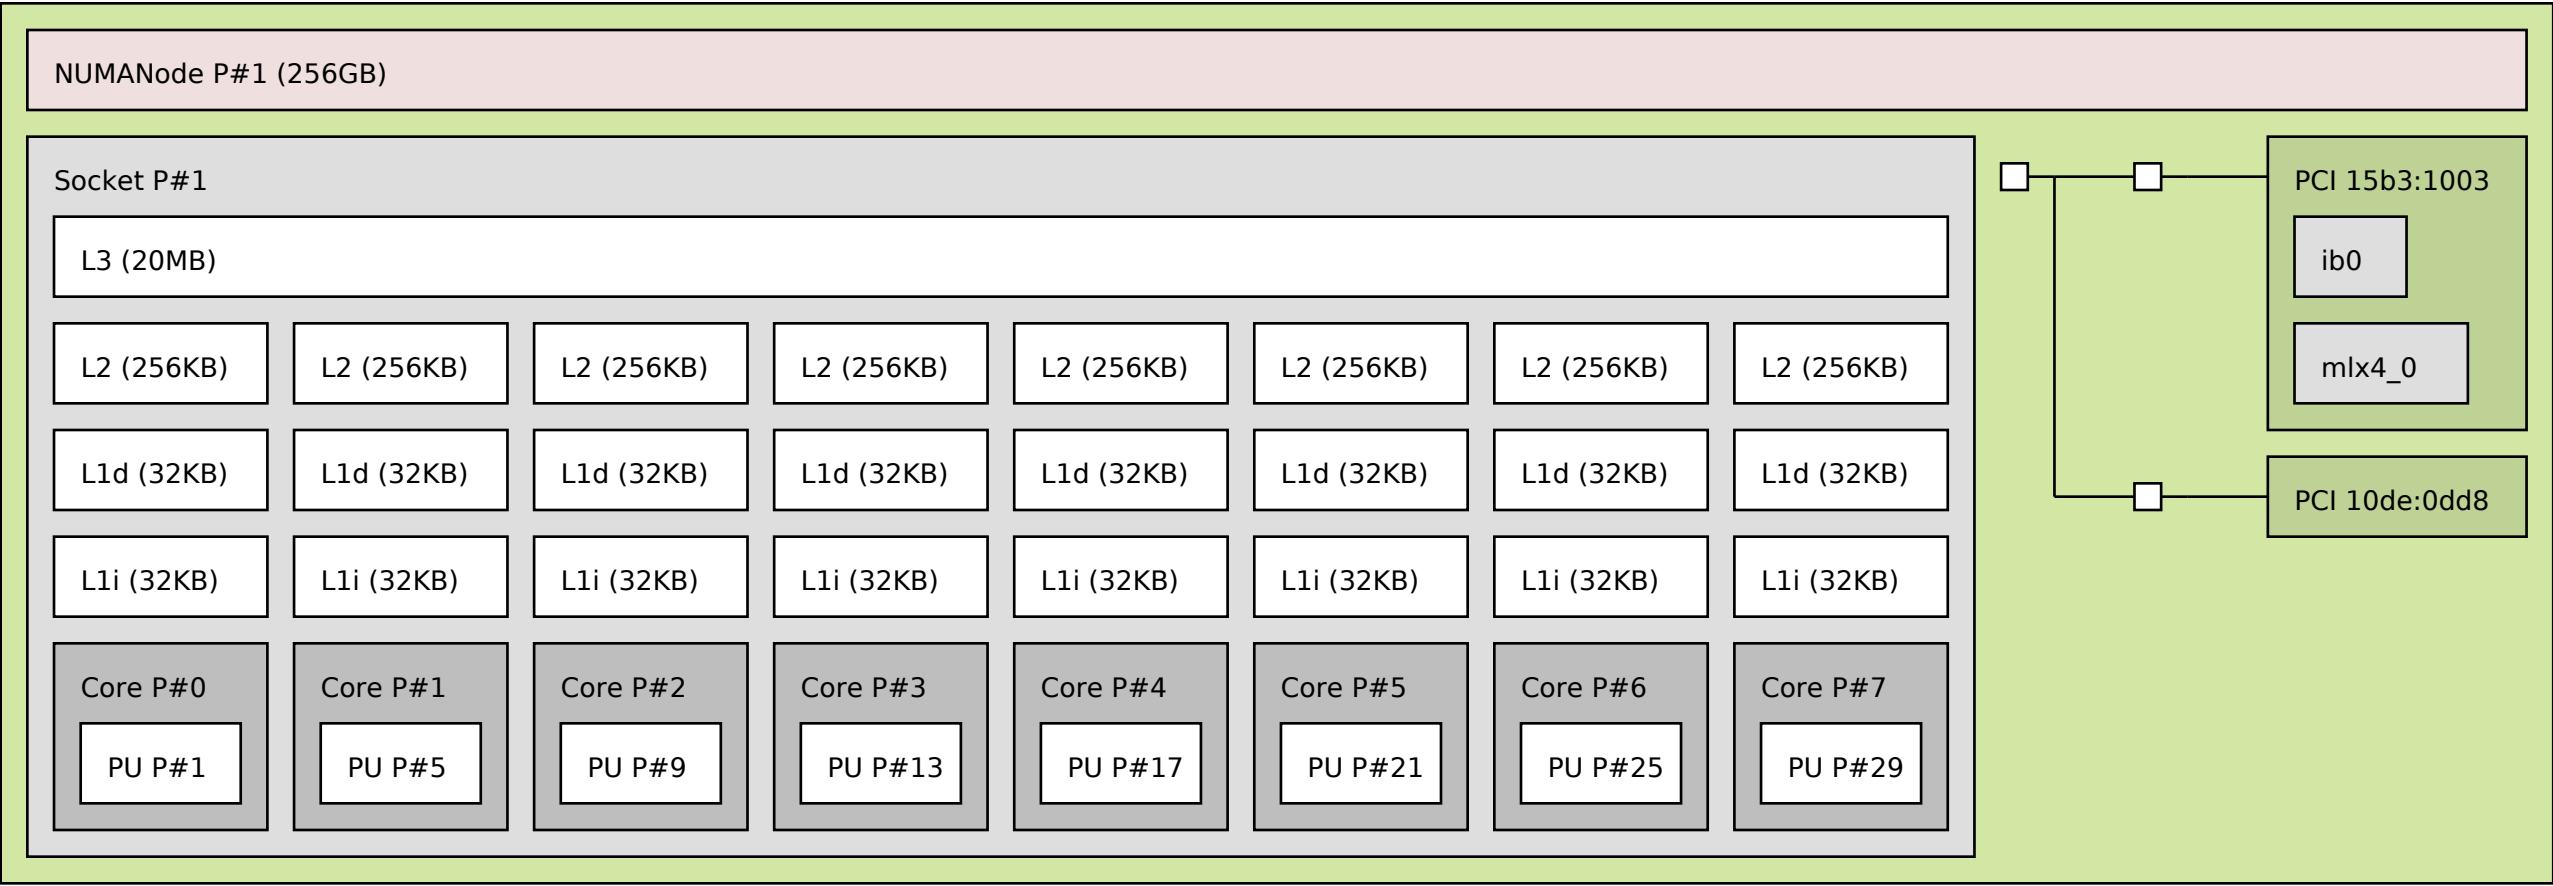 NUMANode P#1 (256GB)
Socket P#1
L3 (20MB)
L2 (256KB) L2 (256KB) L2 (256KB) L2 (256KB) L2 (256KB) L2 (256KB) L2 (256KB) L2 (256KB)
L1d (32KB) L1d (32KB) L1d (32KB) L1d (32KB) L1d (32KB) L1d (32KB) L1d (32KB) L1d (32KB)
L1i (32KB) L1i (32KB) L1i (32KB) L1i (32KB) L1i (32KB) L1i (32KB) L1i (32KB) L1i (32KB)
Core P#0 Core P#1 Core P#2 Core P#3 Core P#4 Core P#5 Core P#6 Core P#7
PU P#1 PU P#5 PU P#9 PU P#13 PU P#17 PU P#21 PU P#25 PU P#29
PCI 15b3:1003
ib0
mlx4_0
PCI 10de:0dd8